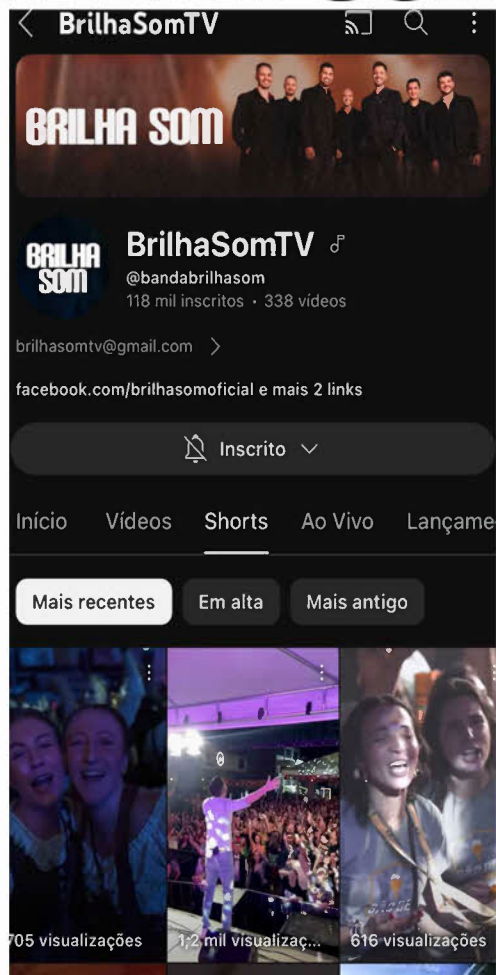 BrilhaSomTV
BRILHA SOM
BRILHA
SOM
BrilhaSomTV
@bandabrilhasom
118 mil inscritos · 338 vídeos
brilhasomtv@gmail.com
facebook.com/brilhasomoficial e mais 2 links
Inscrito
Início Vídeos Shorts Ao Vivo Lançame
Mais recentes Em alta Mais antigo
705 visualizações 1,2 mil visualizaç... 616 visualizações